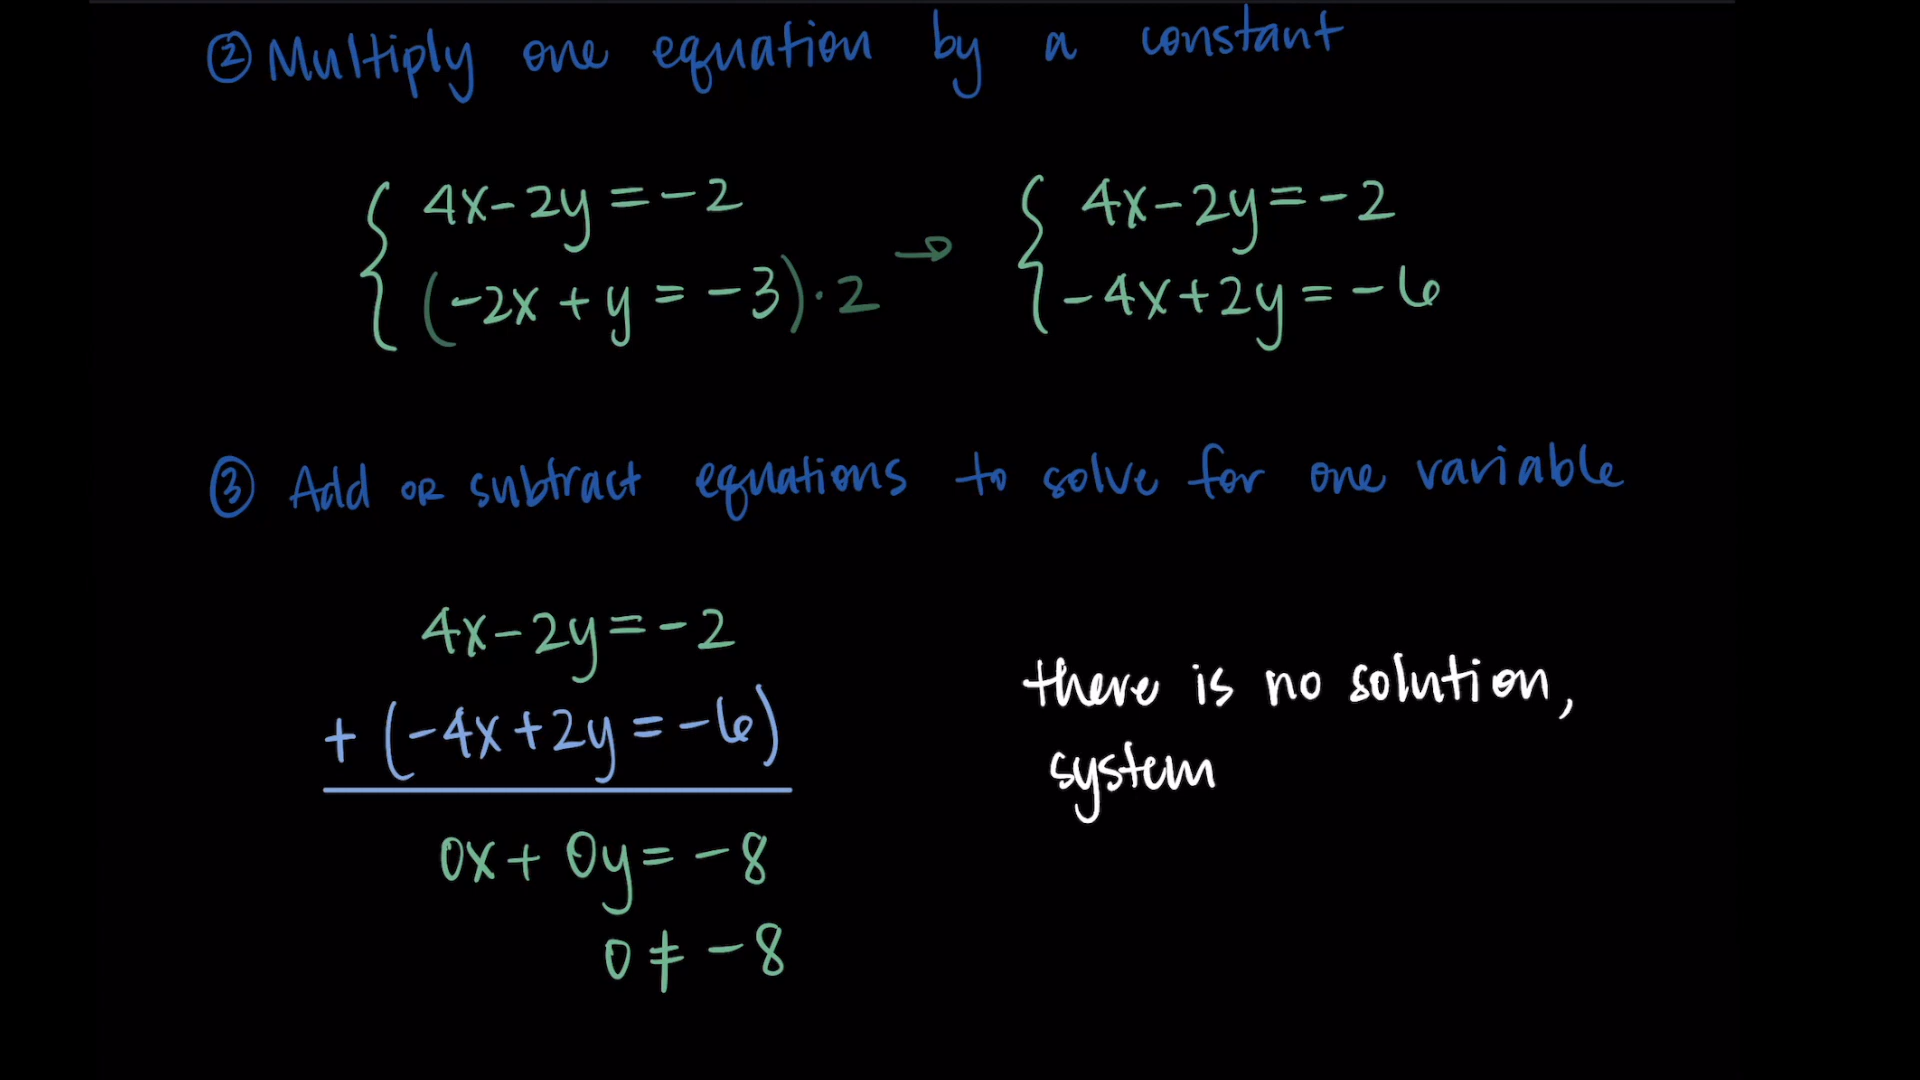 ② Multiply one equation by a constant
{ 4x-2y=-2
(-2x+y=-3)·2 → { 4x-2y=-2
-4x+2y=-6
③ Add or subtract equations to solve for one variable
4x-2y=-2
+ (-4x+2y=-6)
0x+0y=-8
0≠-8
there is no solution,
system